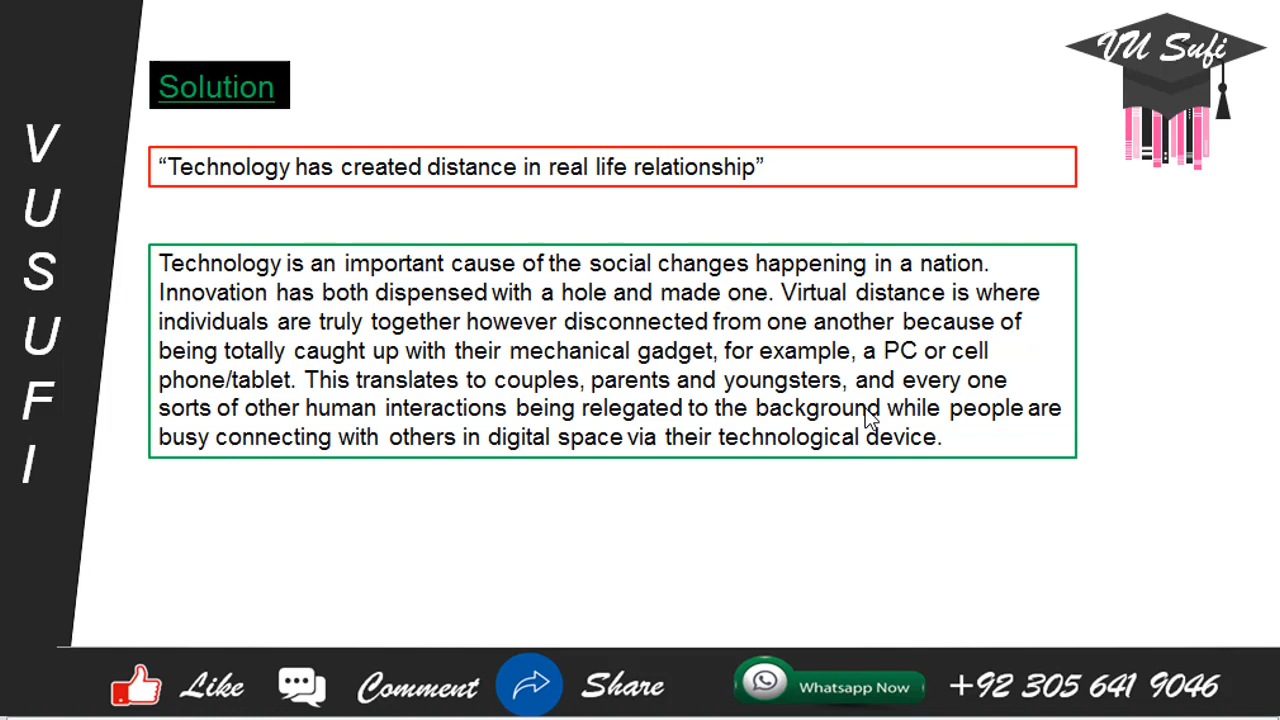 VU Sufi
VUSUFI
Solution
“Technology has created distance in real life relationship”
Technology is an important cause of the social changes happening in a nation.
Innovation has both dispensed with a hole and made one. Virtual distance is where
individuals are truly together however disconnected from one another because of
being totally caught up with their mechanical gadget, for example, a PC or cell
phone/tablet. This translates to couples, parents and youngsters, and every one
sorts of other human interactions being relegated to the background while people are
busy connecting with others in digital space via their technological device.
Like Comment Share Whatsapp Now +92 305 641 9046